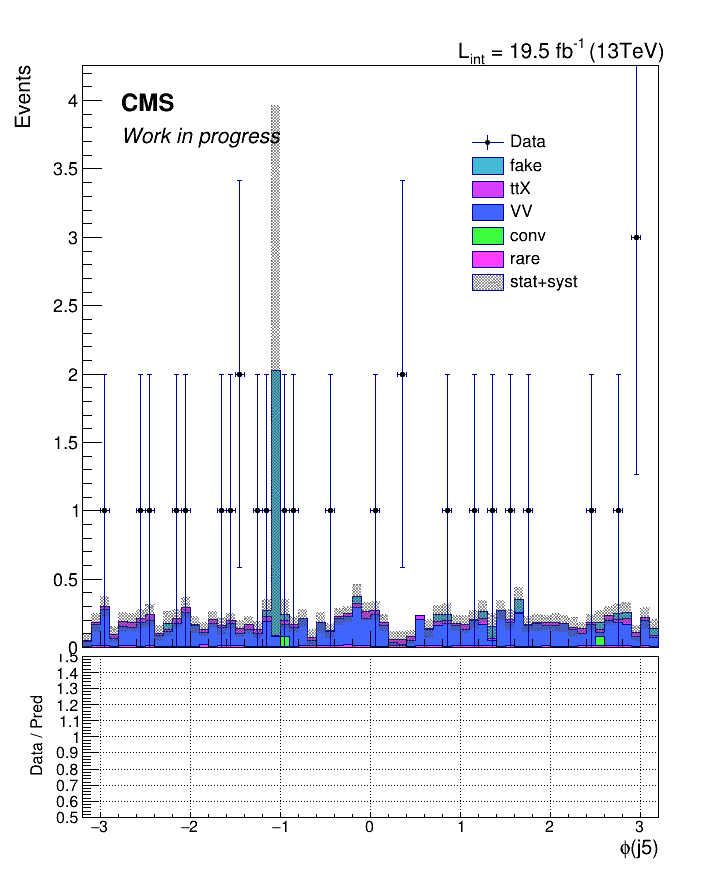 L_int = 19.5 fb^-1 (13TeV)
Events
CMS
Work in progress
Data
fake
ttX
VV
conv
rare
stat+syst
4
3.5
3
2.5
2
1.5
1
0.5
0
Data / Pred
1.5
1.4
1.3
1.2
1.1
1
0.9
0.8
0.7
0.6
0.5
−3 −2 −1 0 1 2 3
ϕ(j5)